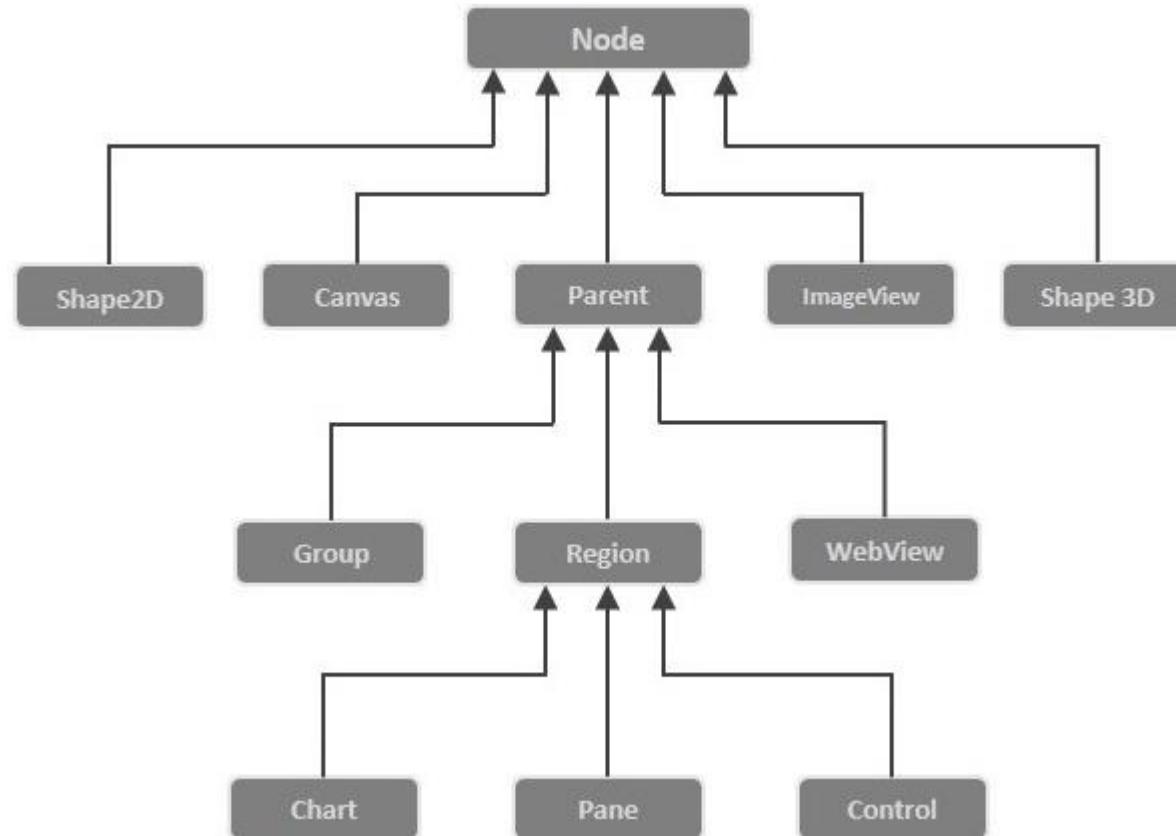 Node
Shape2D
Canvas
Parent
ImageView
Shape 3D
Group
Region
WebView
Chart
Pane
Control